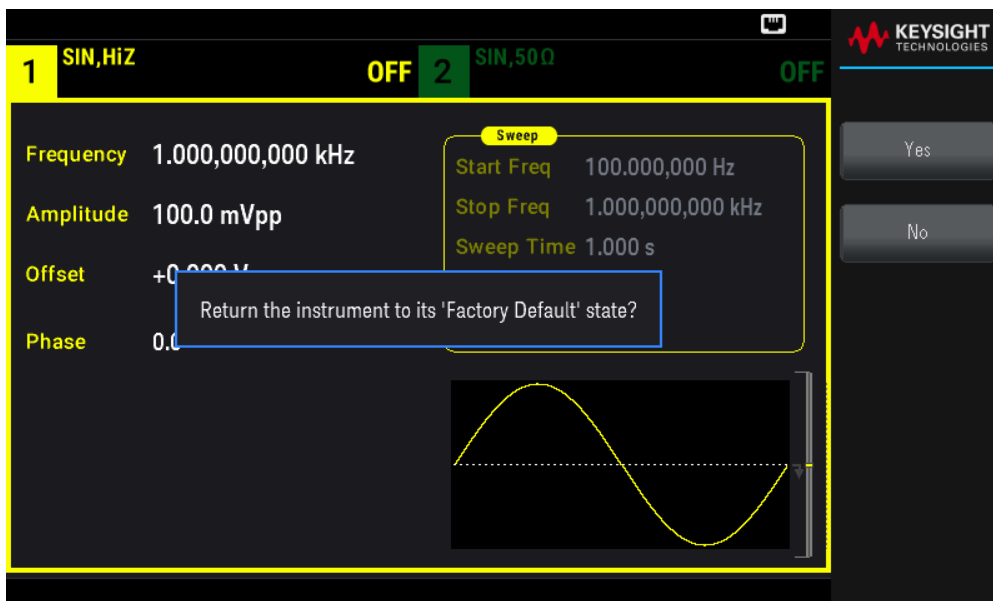 KEYSIGHT
TECHNOLOGIES
1 SIN,HiZ OFF 2 SIN,50Ω OFF
Sweep
Frequency 1.000,000,000 kHz
Start Freq 100.000,000 Hz
Amplitude 100.0 mVpp
Stop Freq 1.000,000,000 kHz
Sweep Time 1.000 s
Offset
Return the instrument to its 'Factory Default' state?
Phase
Yes
No